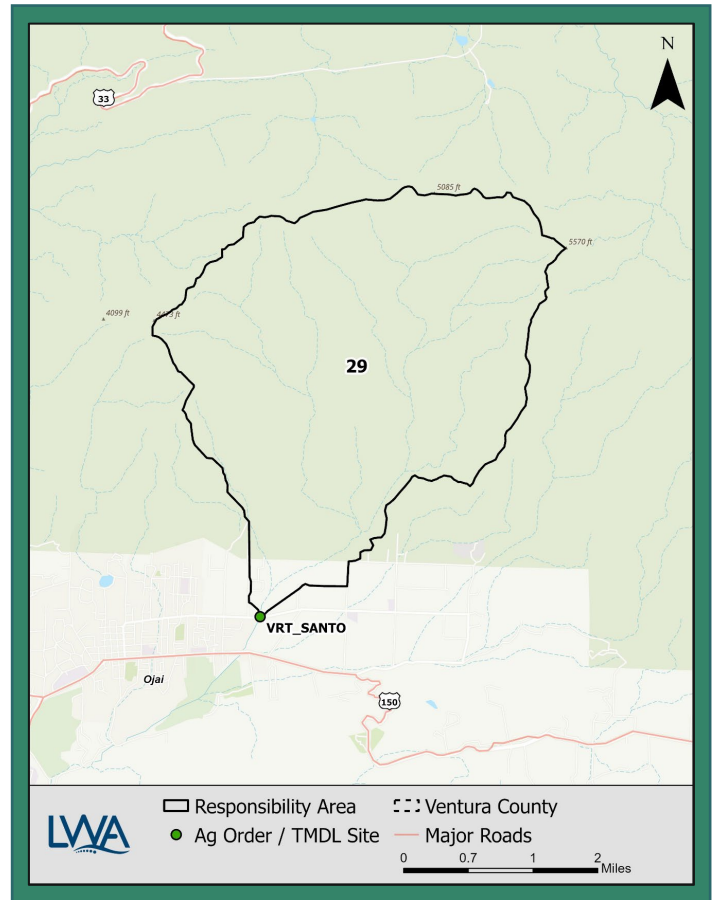 N
33
5085 ft
5570 ft
4099 ft
29
VRT_SANTO
Ojai
150
LWA
Responsibility Area
Ventura County
Ag Order / TMDL Site
Major Roads
0 0.7 1 2
Miles